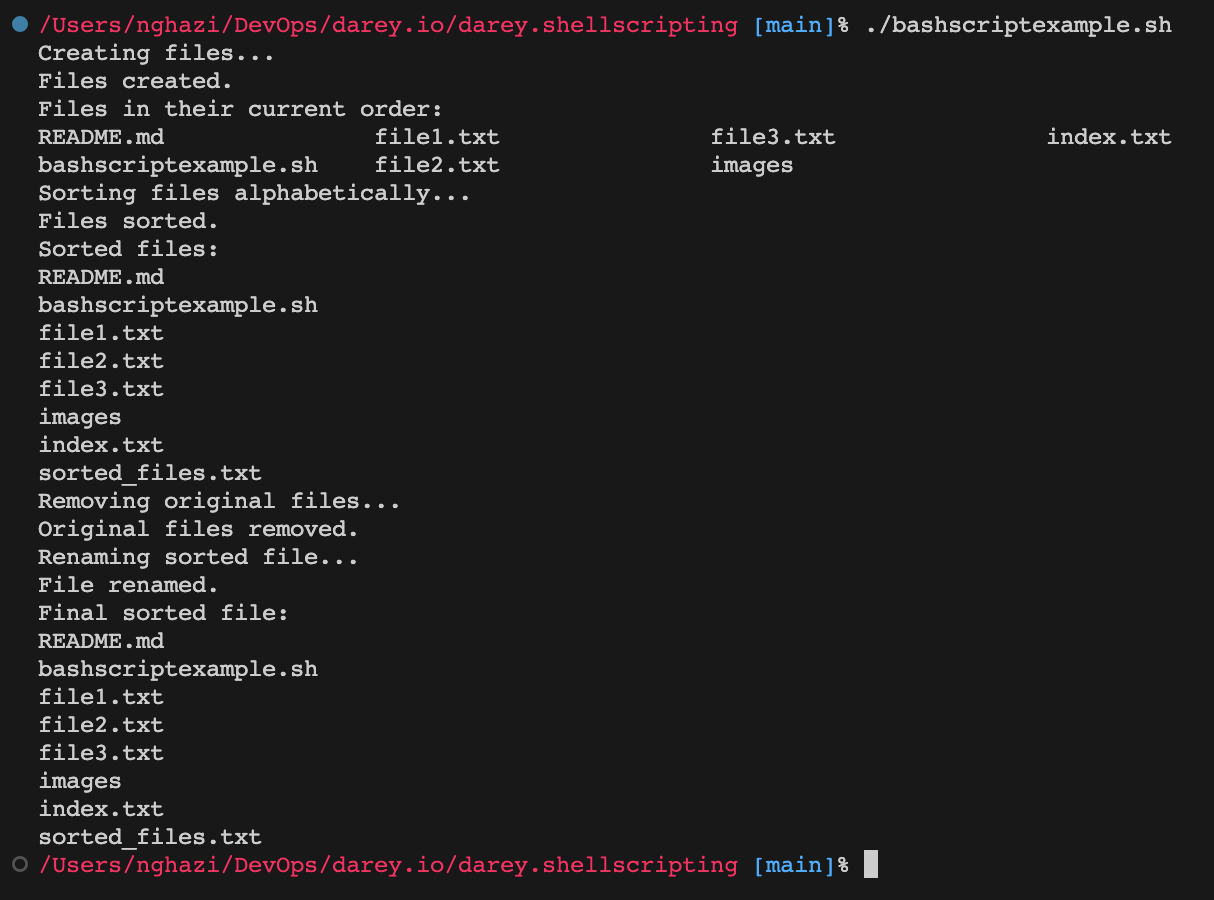 /Users/nghazi/DevOps/darey.io/darey.shellscripting [main]% ./bashscriptexample.sh
Creating files...
Files created.
Files in their current order:
README.md file1.txt file3.txt index.txt
bashscriptexample.sh file2.txt images
Sorting files alphabetically...
Files sorted.
Sorted files:
README.md
bashscriptexample.sh
file1.txt
file2.txt
file3.txt
images
index.txt
sorted_files.txt
Removing original files...
Original files removed.
Renaming sorted file...
File renamed.
Final sorted file:
README.md
bashscriptexample.sh
file1.txt
file2.txt
file3.txt
images
index.txt
sorted_files.txt
/Users/nghazi/DevOps/darey.io/darey.shellscripting [main]%